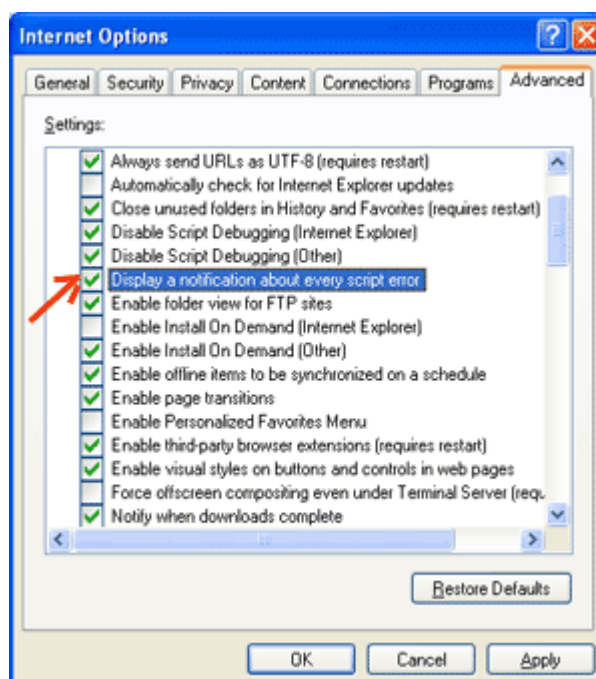 Internet Options
General Security Privacy Content Connections Programs Advanced
Settings:
Always send URLs as UTF-8 (requires restart)
Automatically check for Internet Explorer updates
Close unused folders in History and Favorites (requires restart)
Disable Script Debugging (Internet Explorer)
Disable Script Debugging (Other)
Display a notification about every script error
Enable folder view for FTP sites
Enable Install On Demand (Internet Explorer)
Enable Install On Demand (Other)
Enable offline items to be synchronized on a schedule
Enable page transitions
Enable Personalized Favorites Menu
Enable third-party browser extensions (requires restart)
Enable visual styles on buttons and controls in web pages
Force offscreen compositing even under Terminal Server (requ
Notify when downloads complete
Restore Defaults
OK Cancel Apply